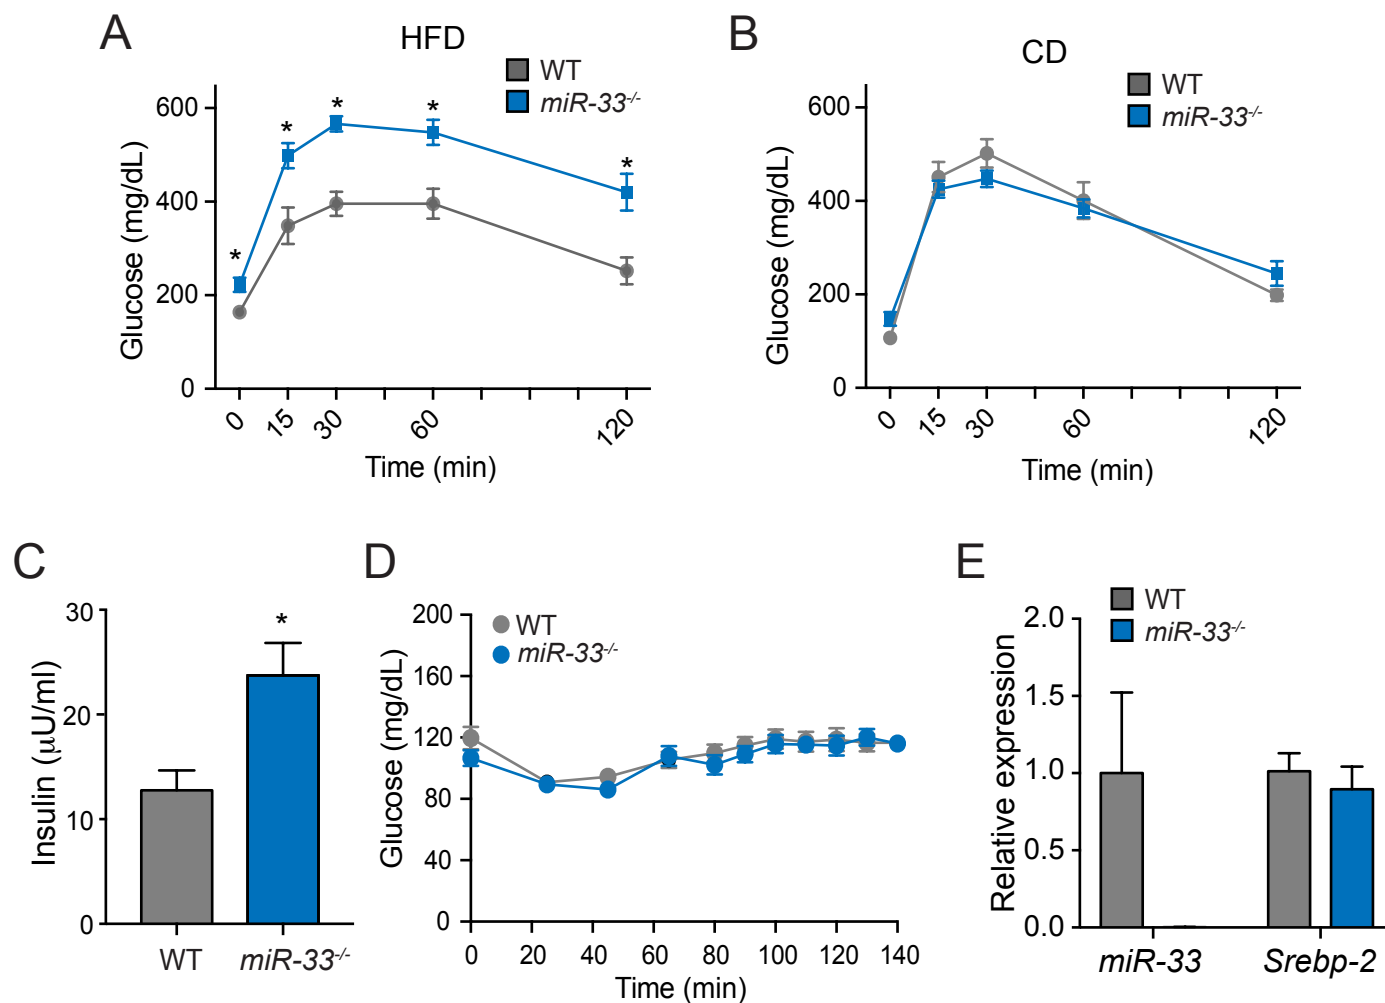 A
HFD
WT
miR-33-/-
*
*
*
*
*
600
400
200
0
Glucose (mg/dL)
0
15
30
60
120
Time (min)
B
CD
WT
miR-33-/-
600
400
200
0
Glucose (mg/dL)
0
15
30
60
120
Time (min)
C
30
20
10
0
Insulin (μU/ml)
*
WT
miR-33-/-
D
WT
miR-33-/-
200
160
120
80
40
0
Glucose (mg/dL)
0 20 40 60 80 100 120 140
Time (min)
E
WT
miR-33-/-
2.0
1.5
1.0
0.5
0.0
Relative expression
miR-33
Srebp-2